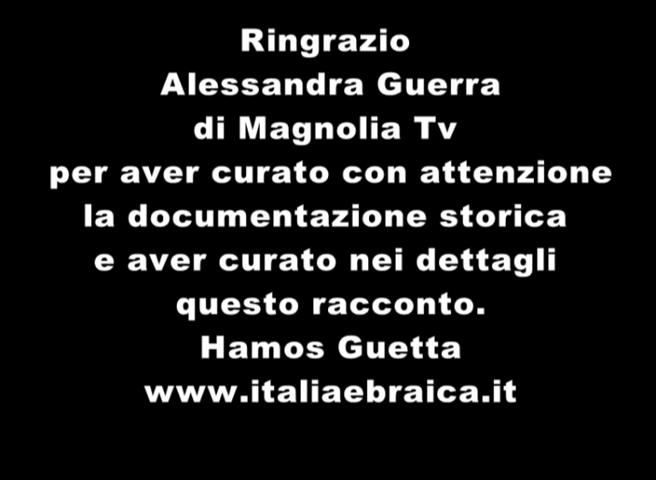 Ringrazio
Alessandra Guerra
di Magnolia Tv
per aver curato con attenzione
la documentazione storica
e aver curato nei dettagli
questo racconto.
Hamos Guetta
www.italiaebraica.it